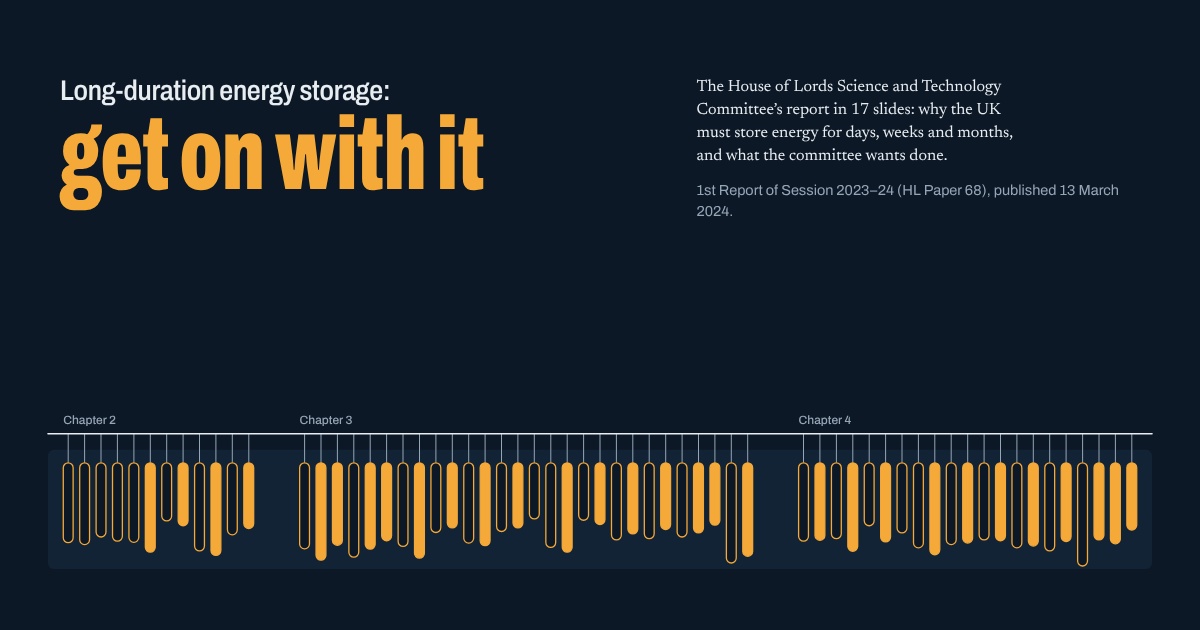 Long-duration energy storage:
get on with it
The House of Lords Science and Technology
Committee’s report in 17 slides: why the UK
must store energy for days, weeks and months,
and what the committee wants done.
1st Report of Session 2023–24 (HL Paper 68), published 13 March
2024.
Chapter 2
Chapter 3
Chapter 4